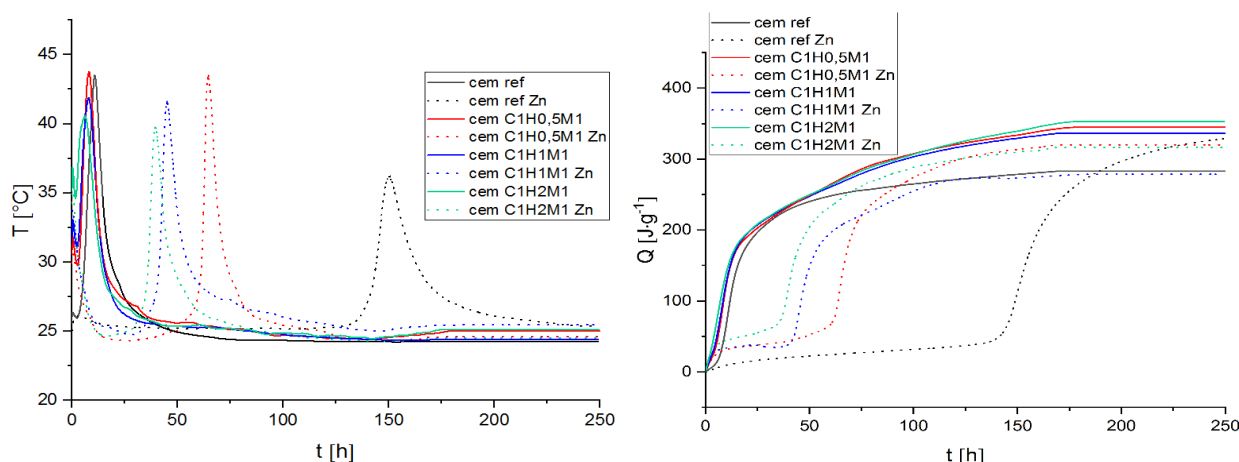 T [°C]
45
40
35
30
25
20
0
50
100
150
200
250
t [h]
cem ref
cem ref Zn
cem C1H0,5M1
cem C1H0,5M1 Zn
cem C1H1M1
cem C1H1M1 Zn
cem C1H2M1
cem C1H2M1 Zn
Q [J·g⁻¹]
400
300
200
100
0
0
50
100
150
200
250
t [h]
cem ref
cem ref Zn
cem C1H0,5M1
cem C1H0,5M1 Zn
cem C1H1M1
cem C1H1M1 Zn
cem C1H2M1
cem C1H2M1 Zn